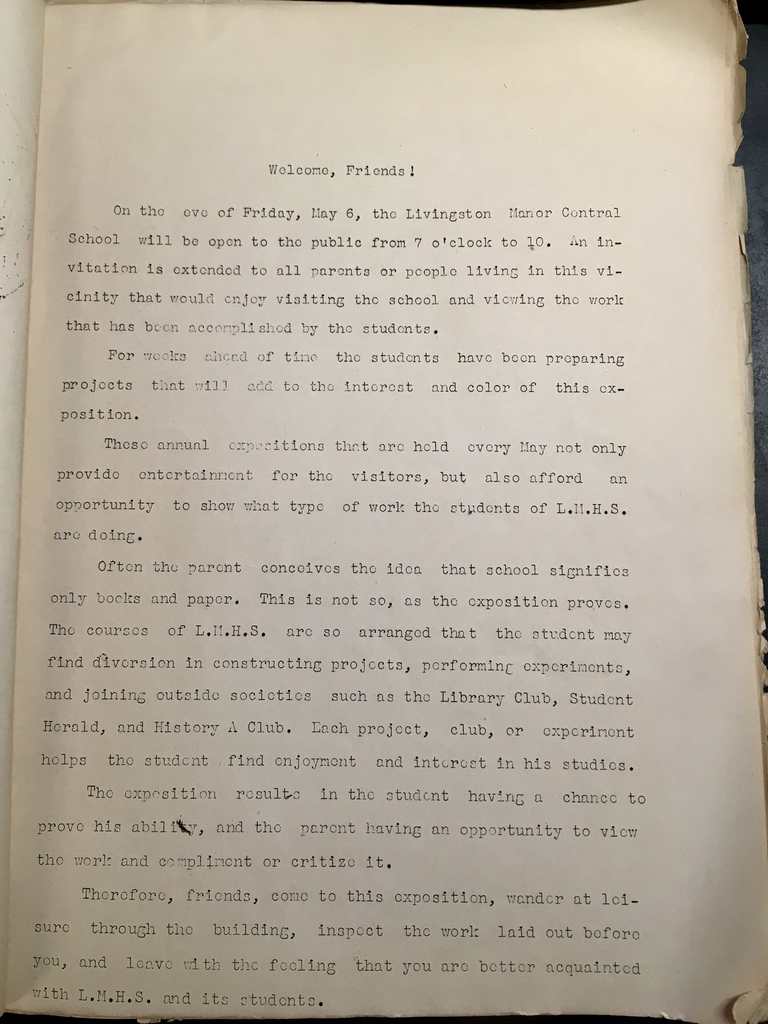 Welcome, Friends!
On the eve of Friday, May 6, the Livingston Manor Central
School will be open to the public from 7 o'clock to 10. An in-
vitation is extended to all parents or people living in this vi-
cinity that would enjoy visiting the school and viewing the work
that has been accomplished by the students.
For weeks ahead of time the students have been preparing
projects that will add to the interest and color of this ex-
position.
These annual expositions that are held every May not only
provide entertainment for the visitors, but also afford an
opportunity to show what type of work the students of L.M.H.S.
are doing.
Often the parent conceives the idea that school signifies
only books and paper. This is not so, as the exposition proves.
The courses of L.M.H.S. are so arranged that the student may
find diversion in constructing projects, performing experiments,
and joining outside societies such as the Library Club, Student
Herald, and History A Club. Each project, club, or experiment
helps the student find enjoyment and interest in his studies.
The exposition results in the student having a chance to
prove his ability, and the parent having an opportunity to view
the work and compliment or critize it.
Therefore, friends, come to this exposition, wander at lei-
sure through the building, inspect the work laid out before
you, and leave with the feeling that you are better acquainted
with L.M.H.S. and its students.